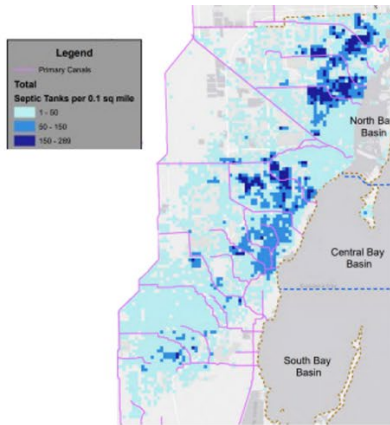 Legend
Primary Canals
Total
Septic Tanks per 0.1 sq mile
1 - 50
50 - 150
150 - 289
North Bay
Basin
Central Bay
Basin
South Bay
Basin